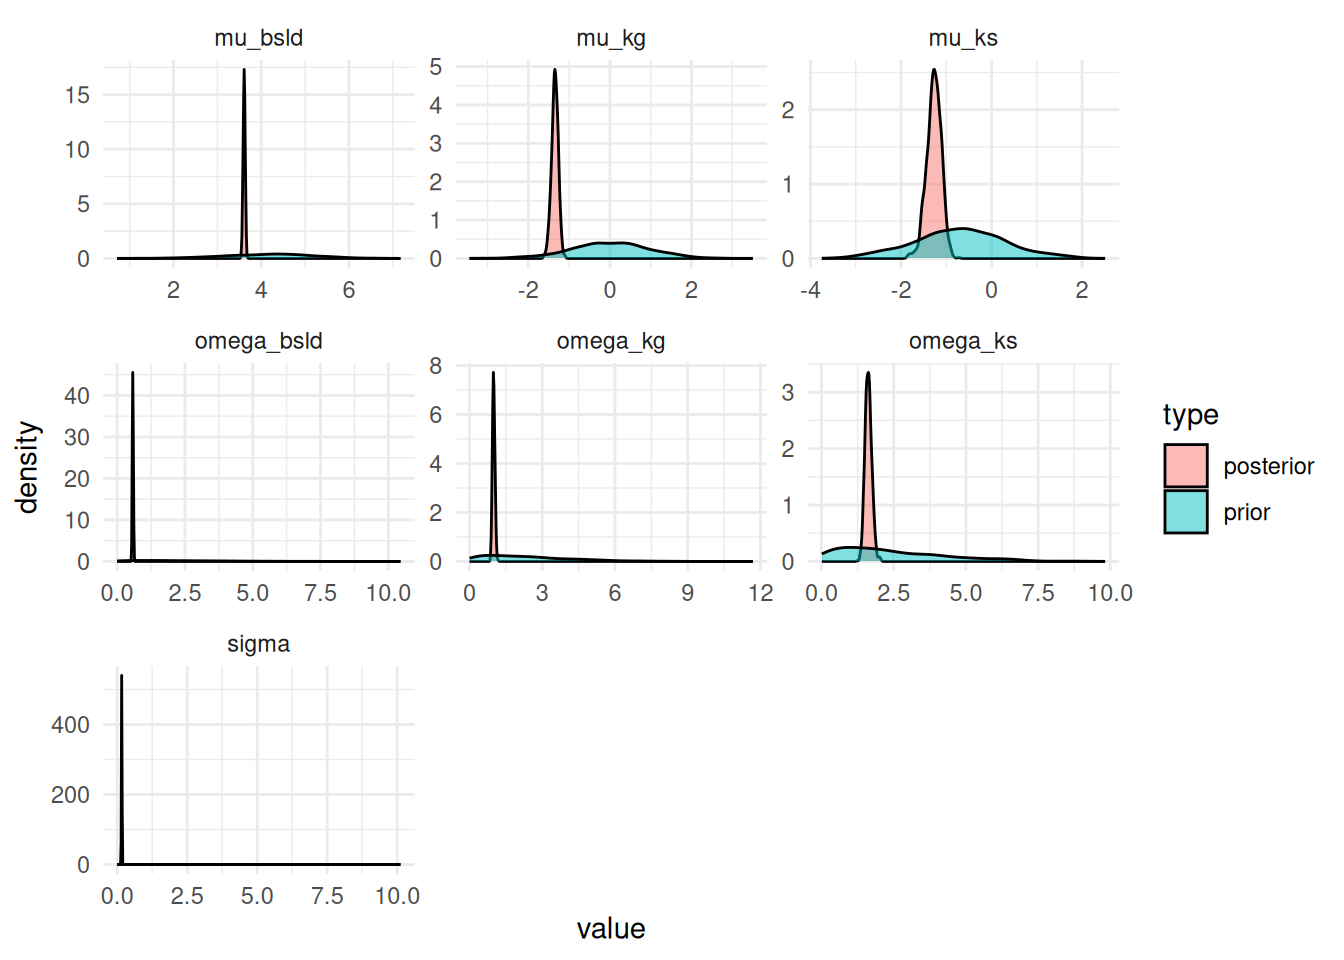 mu_bsld mu_kg mu_ks
15
10
5
0
2 4 6
5
4
3
2
1
0
-2 0 2
2
1
0
-4 -2 0 2
omega_bsld omega_kg omega_ks
40
30
20
10
0
0.0 2.5 5.0 7.5 10.0
8
6
4
2
0
0 3 6 9 12
3
2
1
0
0.0 2.5 5.0 7.5 10.0
sigma
400
200
0
0.0 2.5 5.0 7.5 10.0
density
value
type
posterior
prior